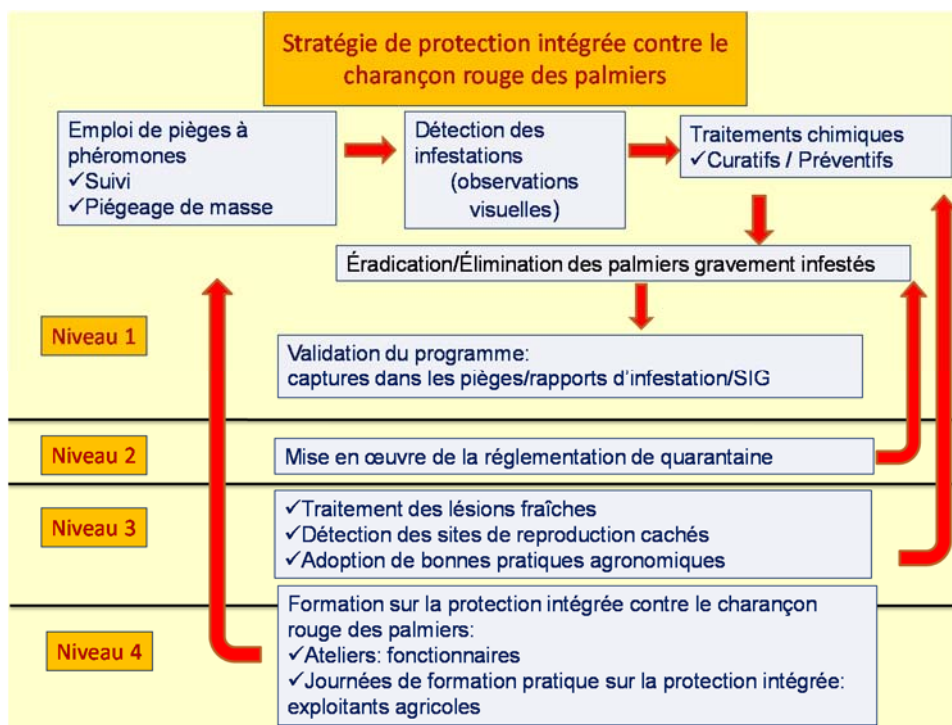 Stratégie de protection intégrée contre le
charançon rouge des palmiers
Emploi de pièges à
phéromones
✓Suivi
✓Piégeage de masse
Détection des
infestations
(observations
visuelles)
Traitements chimiques
✓Curatifs / Préventifs
Éradication/Élimination des palmiers gravement infestés
Niveau 1
Validation du programme:
captures dans les pièges/rapports d'infestation/SIG
Niveau 2
Mise en œuvre de la réglementation de quarantaine
Niveau 3
✓Traitement des lésions fraîches
✓Détection des sites de reproduction cachés
✓Adoption de bonnes pratiques agronomiques
Niveau 4
Formation sur la protection intégrée contre le charançon
rouge des palmiers:
✓Ateliers: fonctionnaires
✓Journées de formation pratique sur la protection intégrée:
exploitants agricoles